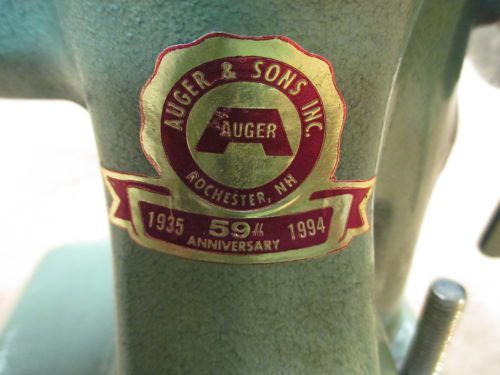 AUGER & SONS INC.
AUGER
ROCHESTER, NH
1935 59th 1994
ANNIVERSARY